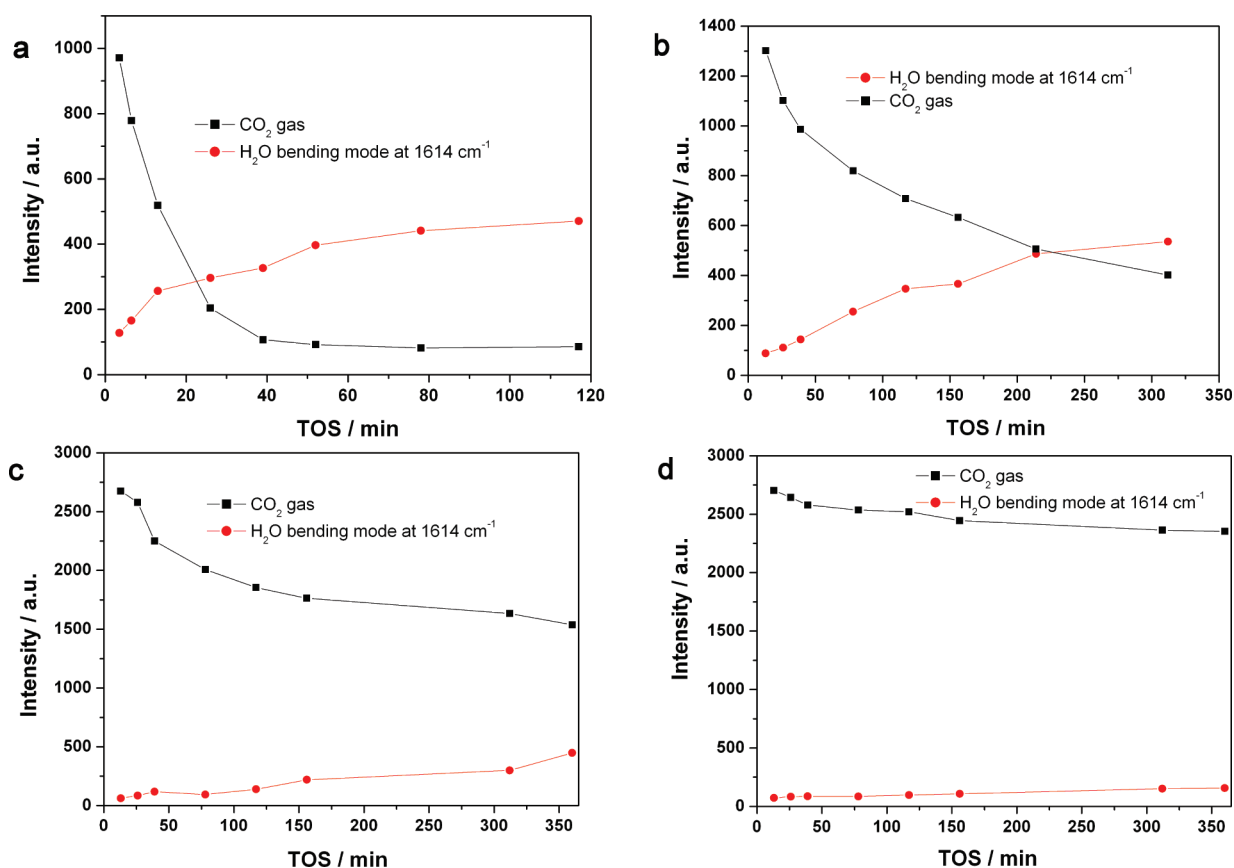 a
1000
800
600
400
200
0
Intensity / a.u.
CO₂ gas
H₂O bending mode at 1614 cm⁻¹
0 20 40 60 80 100 120
TOS / min
b
1400
1200
1000
800
600
400
200
0
Intensity / a.u.
H₂O bending mode at 1614 cm⁻¹
CO₂ gas
0 50 100 150 200 250 300 350
TOS / min
c
3000
2500
2000
1500
1000
500
0
Intensity / a.u.
CO₂ gas
H₂O bending mode at 1614 cm⁻¹
0 50 100 150 200 250 300 350
TOS / min
d
3000
2500
2000
1500
1000
500
0
Intensity / a.u.
CO₂ gas
H₂O bending mode at 1614 cm⁻¹
0 50 100 150 200 250 300 350
TOS / min